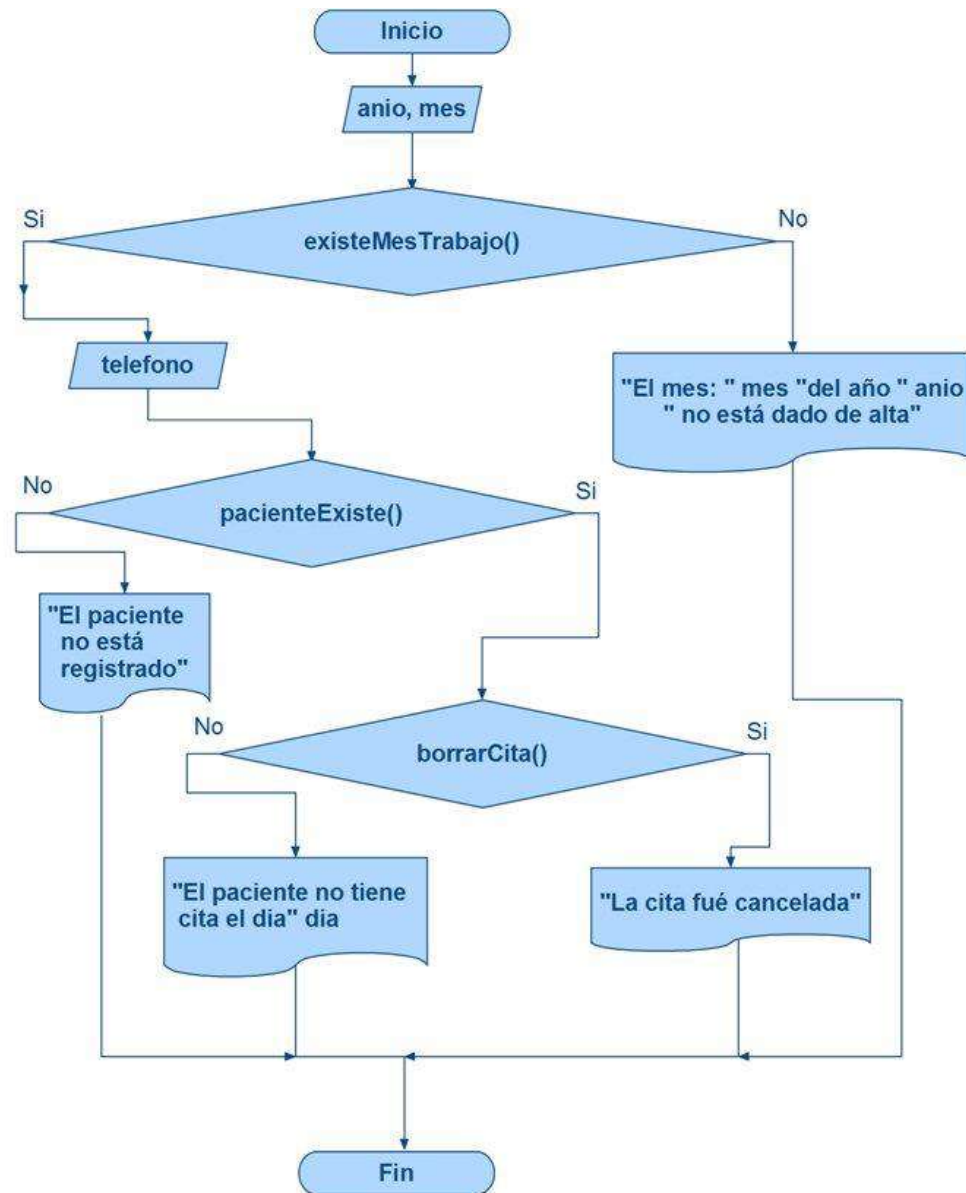 Inicio
anio, mes
Si
No
existeMesTrabajo()
telefono
"El mes: " mes "del año " anio
" no está dado de alta"
No
Si
pacienteExiste()
"El paciente
no está
registrado"
No
Si
borrarCita()
"El paciente no tiene
cita el dia" dia
"La cita fué cancelada"
Fin